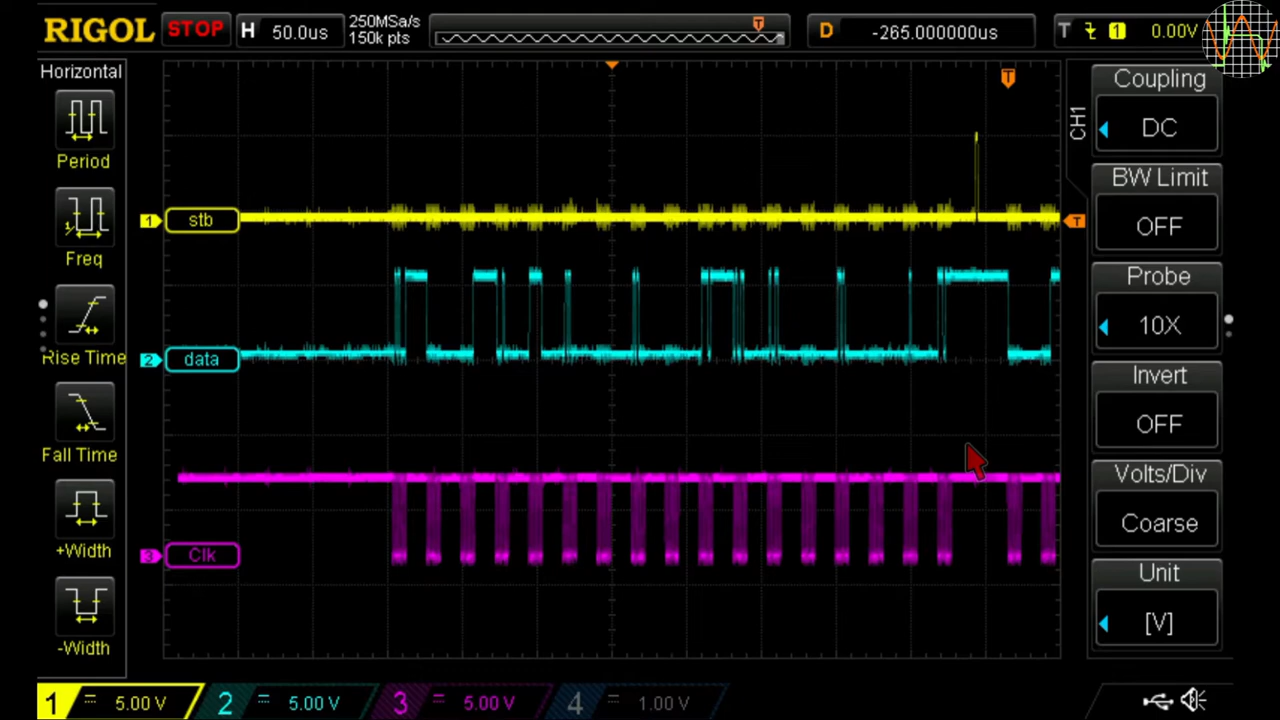 RIGOL STOP H 50.0us 250MSa/s 150k pts T D -265.000000us T 1 0.00V
Horizontal
Period
Freq
Rise Time
Fall Time
+Width
-Width
T
1 stb T
2 data
3 Clk
CH1
Coupling
DC
BW Limit
OFF
Probe
10X
Invert
OFF
Volts/Div
Coarse
Unit
[V]
1 5.00 V 2 5.00 V 3 5.00 V 4 1.00 V